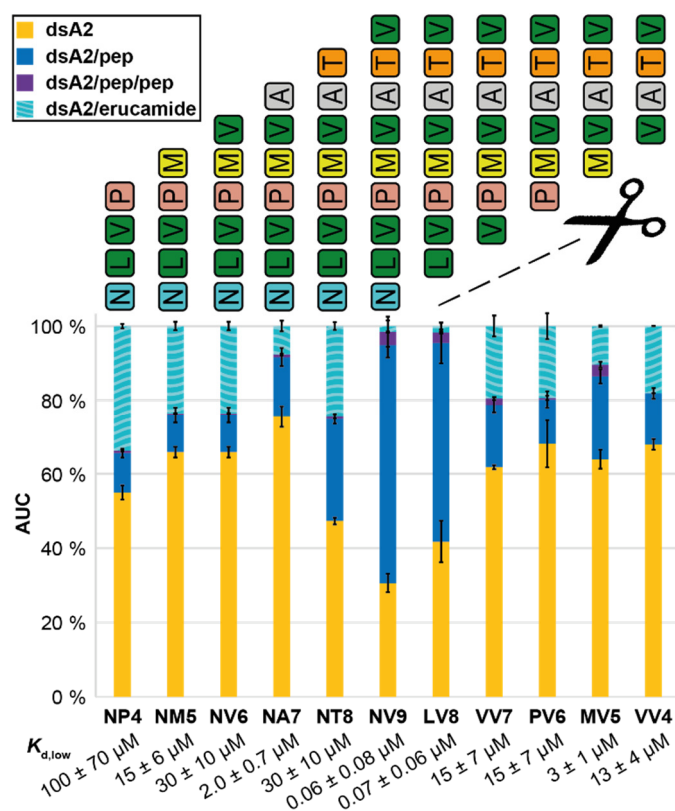 dsA2
dsA2/pep
dsA2/pep/pep
dsA2/erucamide
N L V P
N L V P M
N L V P M V
N L V P M V A
N L V P M V A T
N L V P M V A T V
L V P M V A T V
V P M V A T V
P M V A T V
M V A T V
V A T V
AUC
100 %
80 %
60 %
40 %
20 %
0 %
NP4 NM5 NV6 NA7 NT8 NV9 LV8 VV7 PV6 MV5 VV4
Kd,low
100 ± 70 µM
15 ± 6 µM
30 ± 10 µM
2.0 ± 0.7 µM
30 ± 10 µM
0.06 ± 0.08 µM
0.07 ± 0.06 µM
15 ± 7 µM
15 ± 7 µM
3 ± 1 µM
13 ± 4 µM